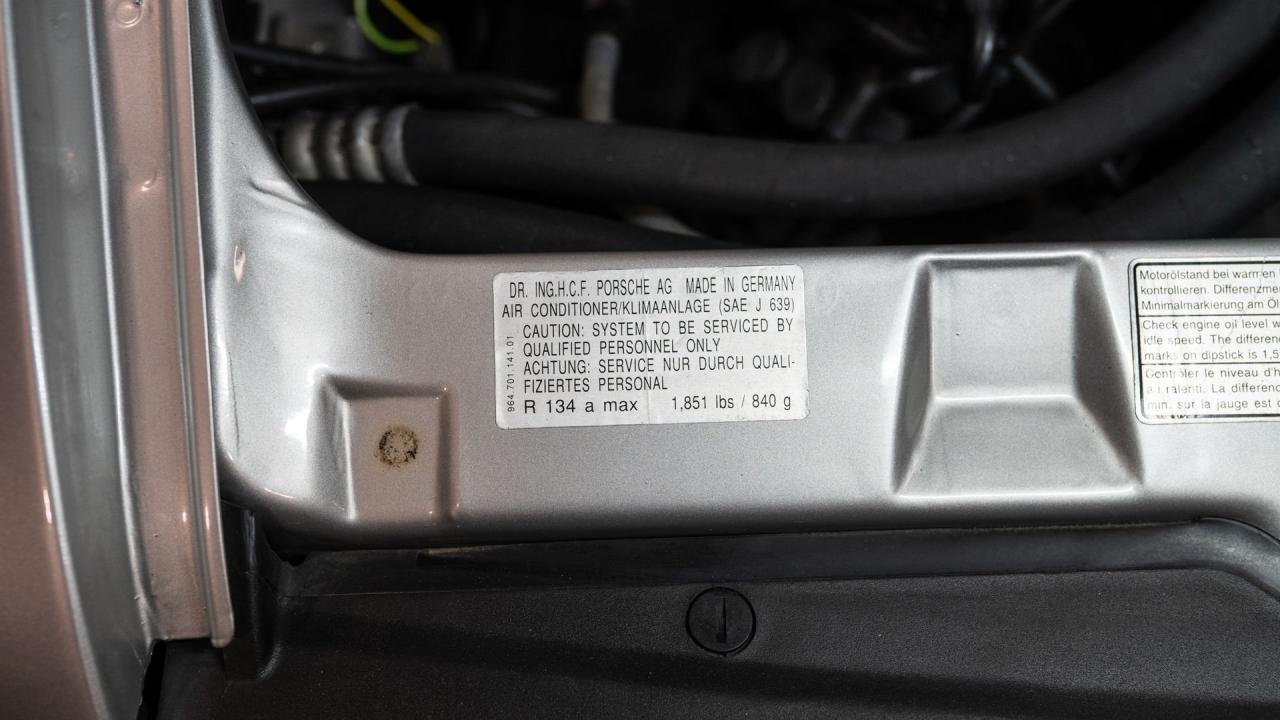 DR. ING.H.C.F. PORSCHE AG MADE IN GERMANY
AIR CONDITIONER/KLIMAANLAGE (SAE J 639)
CAUTION: SYSTEM TO BE SERVICED BY
QUALIFIED PERSONNEL ONLY
ACHTUNG: SERVICE NUR DURCH QUALI-
FIZIERTES PERSONAL
R 134 a max 1,851 lbs / 840 g
964.701.141.01
Motorölstand bei warmen
kontrollieren. Differenzme
Minimalmarkierung am Öl
Check engine oil level w
idle speed. The differen
marks on dipstick is 1,5
Contrôler le niveau d'h
au ralenti. La différenc
min. sur la jauge est d